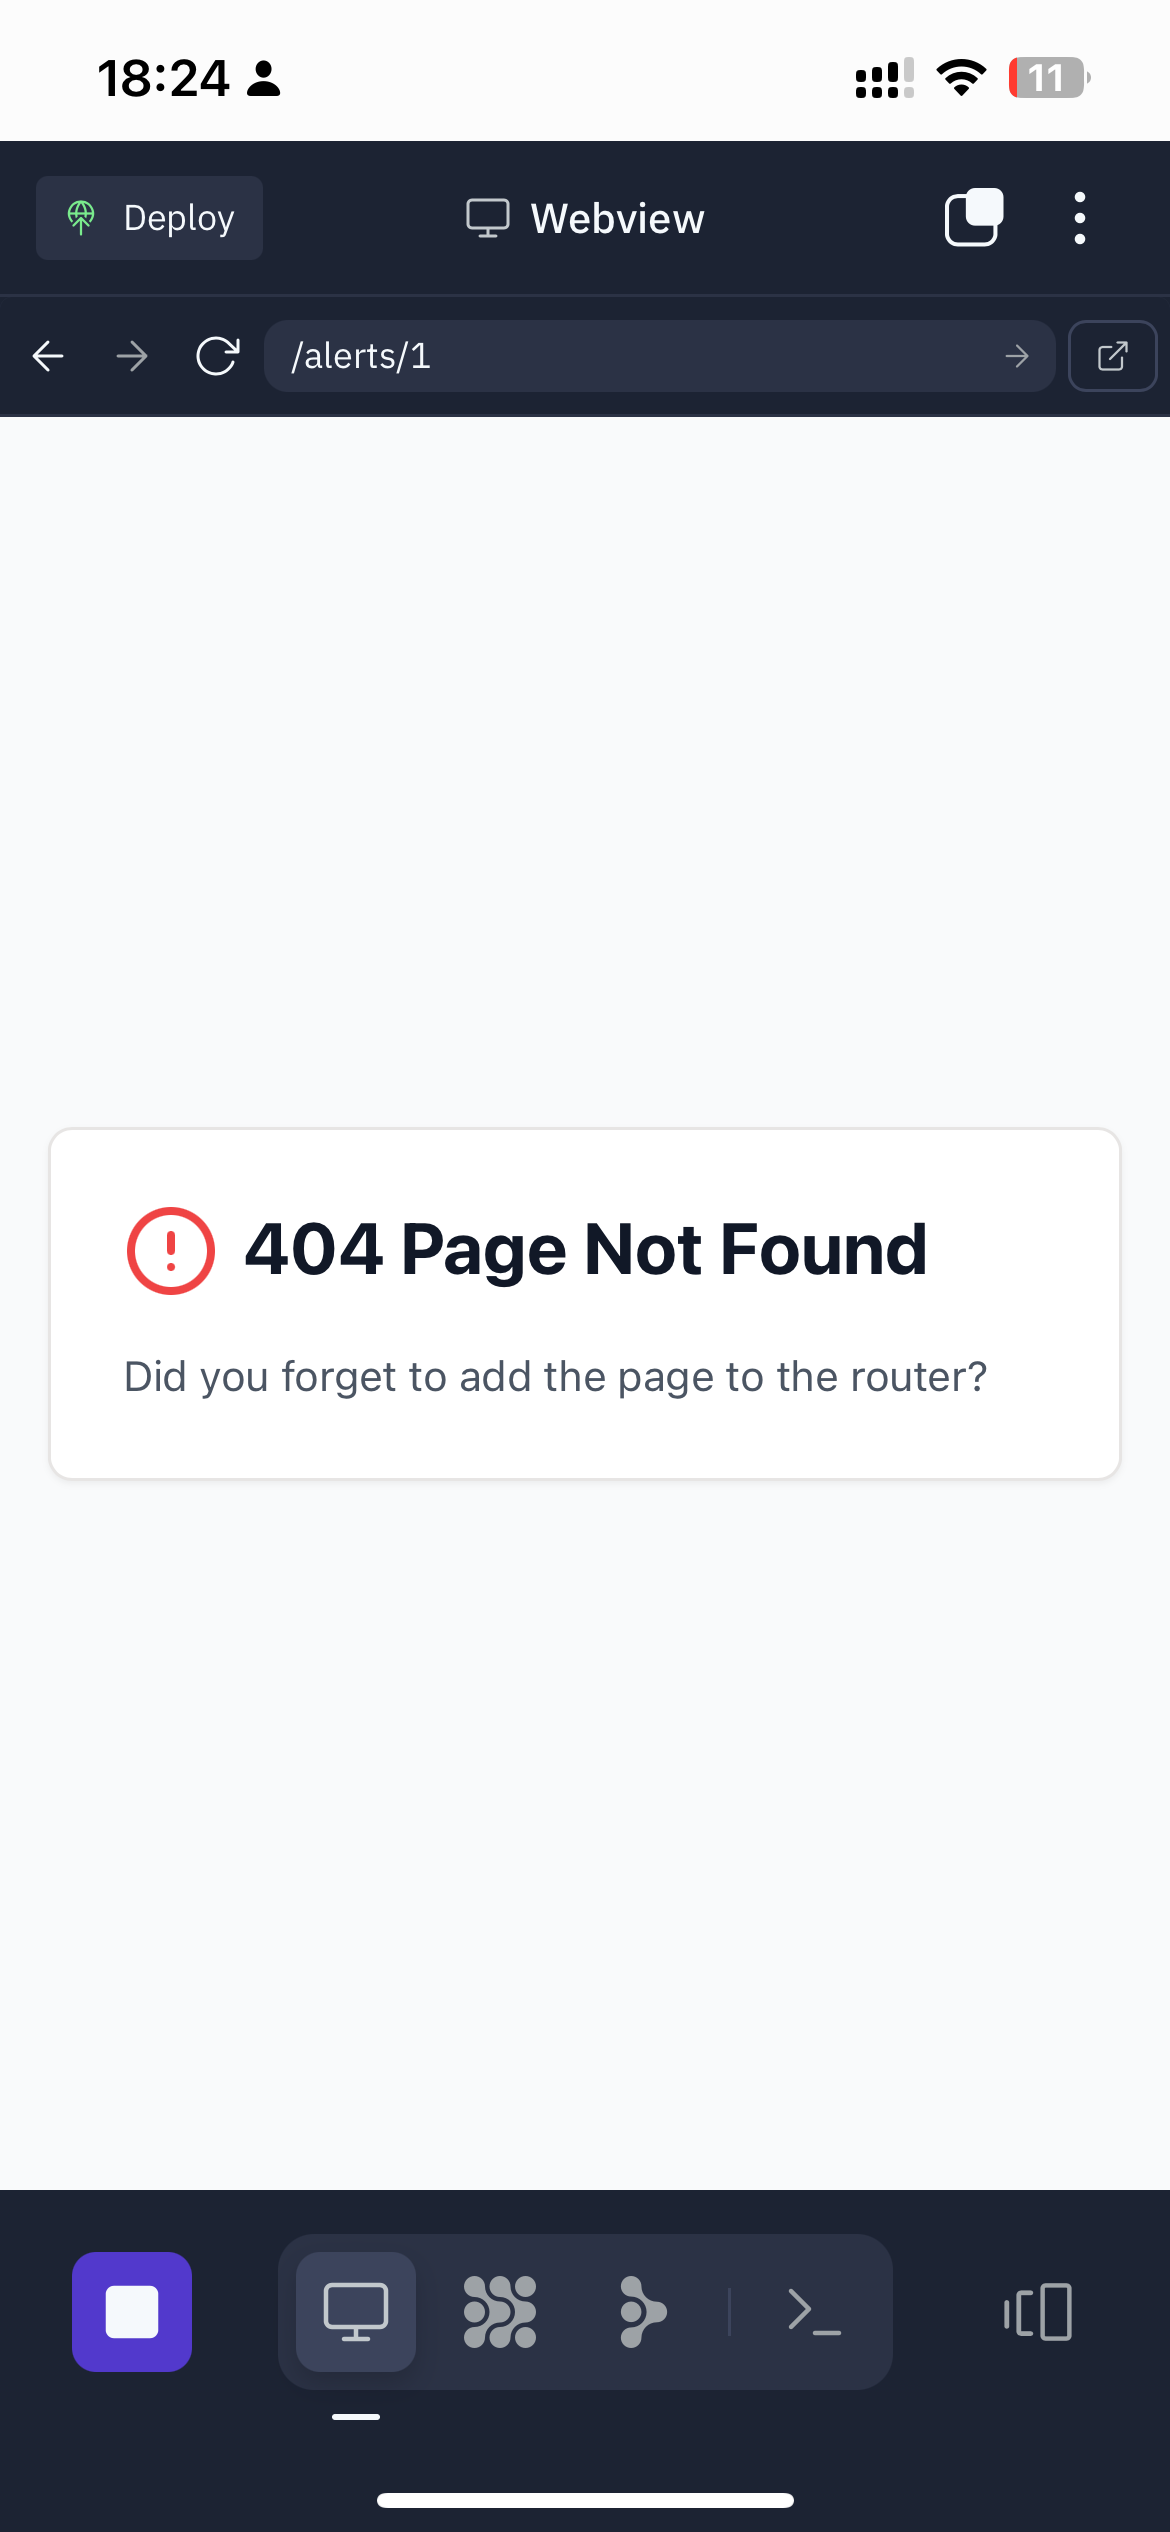 18:24
11
Deploy
Webview
/alerts/1
404 Page Not Found
Did you forget to add the page to the router?